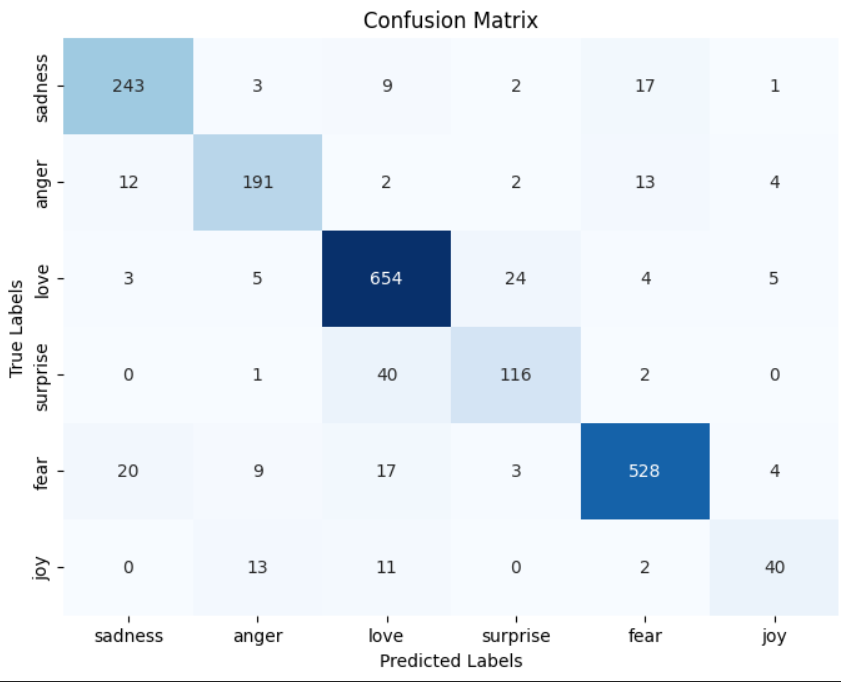 Confusion Matrix
True Labels
sadness 243 3 9 2 17 1
anger 12 191 2 2 13 4
love 3 5 654 24 4 5
surprise 0 1 40 116 2 0
fear 20 9 17 3 528 4
joy 0 13 11 0 2 40
sadness anger love surprise fear joy
Predicted Labels